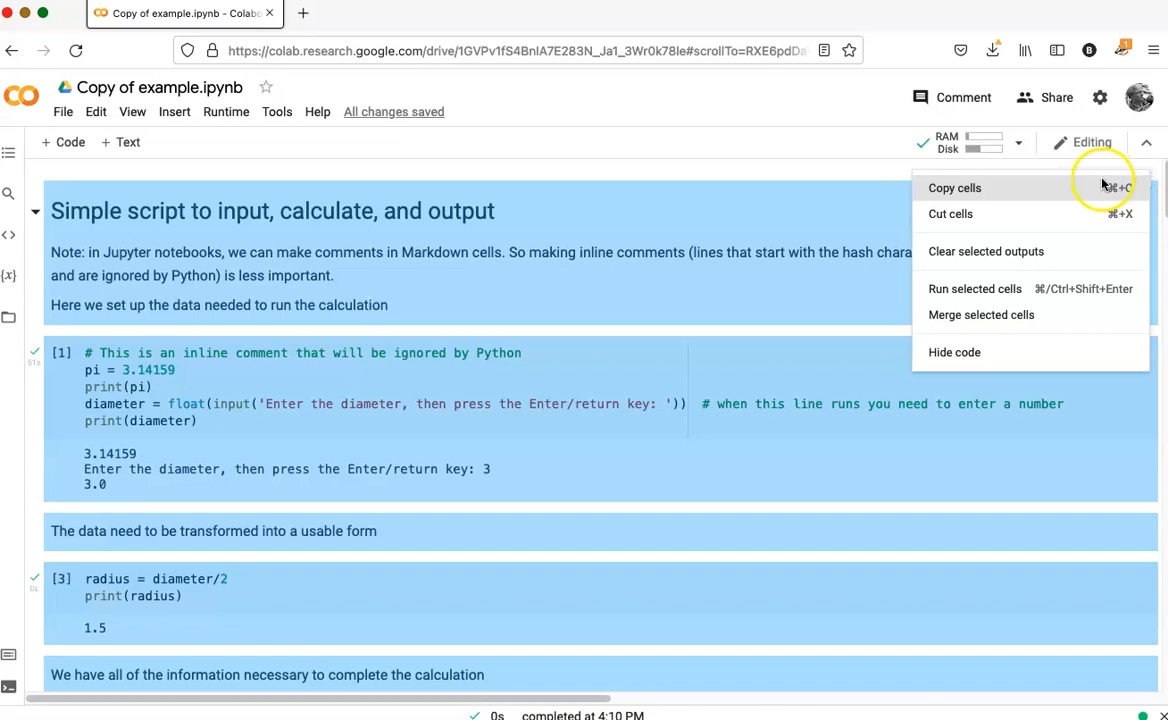 Copy of example.ipynb - Colabo
https://colab.research.google.com/drive/1GVPv1fS4BnIA7E283N_Ja1_3Wr0k78le#scrollTo=RXE6pdDa
1
Copy of example.ipynb
File Edit View Insert Runtime Tools Help All changes saved
Comment Share
+ Code + Text
RAM
Disk
Editing
Copy cells ⌘+C
Cut cells ⌘+X
Clear selected outputs
Run selected cells ⌘/Ctrl+Shift+Enter
Merge selected cells
Hide code
Simple script to input, calculate, and output
Note: in Jupyter notebooks, we can make comments in Markdown cells. So making inline comments (lines that start with the hash chara
and are ignored by Python) is less important.
Here we set up the data needed to run the calculation
51s
[1] # This is an inline comment that will be ignored by Python
pi = 3.14159
print(pi)
diameter = float(input('Enter the diameter, then press the Enter/return key: ')) # when this line runs you need to enter a number
print(diameter)
3.14159
Enter the diameter, then press the Enter/return key: 3
3.0
The data need to be transformed into a usable form
0s
[3] radius = diameter/2
print(radius)
1.5
We have all of the information necessary to complete the calculation
0s completed at 4:10 PM